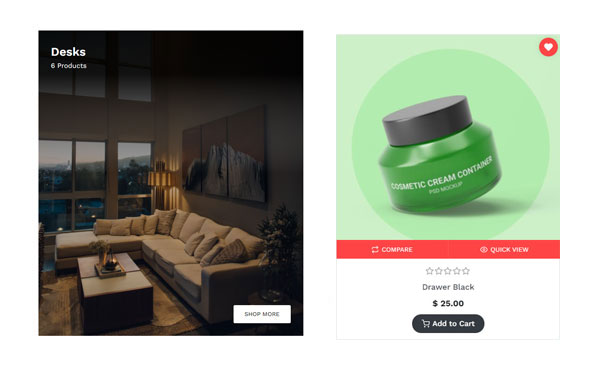 Desks
6 Products
SHOP MORE
COSMETIC CREAM CONTAINER
PSD MOCKUP
COMPARE
QUICK VIEW
Drawer Black
$ 25.00
Add to Cart